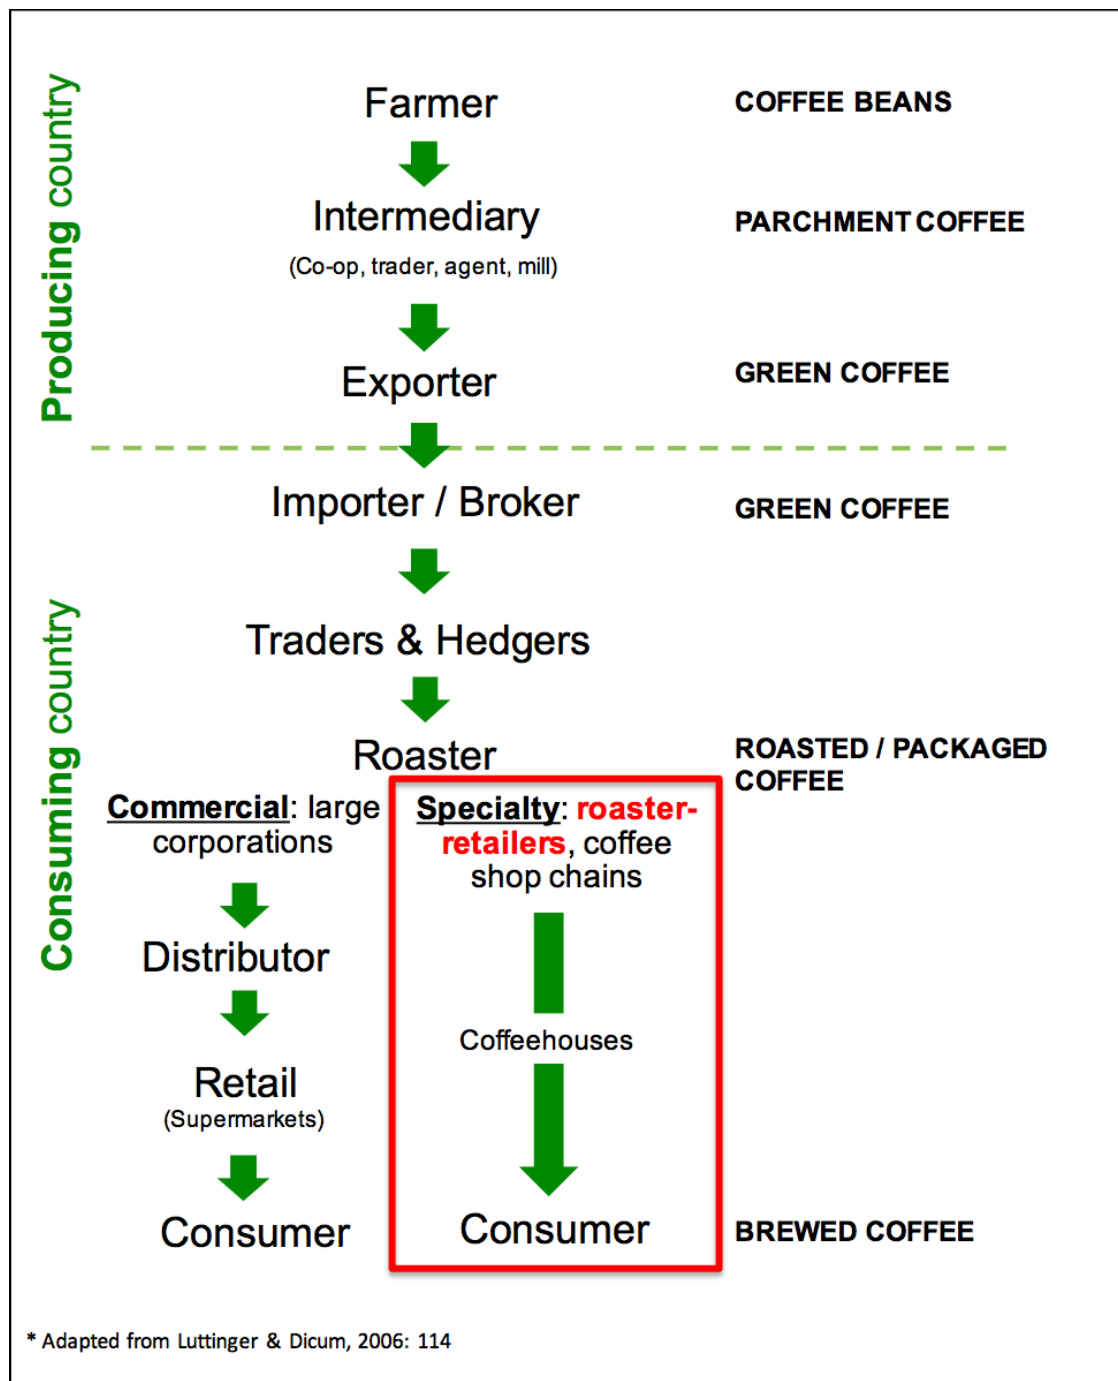 Producing country
Farmer
COFFEE BEANS
Intermediary
(Co-op, trader, agent, mill)
PARCHMENT COFFEE
Exporter
GREEN COFFEE
Consuming country
Importer / Broker
GREEN COFFEE
Traders & Hedgers
Roaster
ROASTED / PACKAGED
COFFEE
Commercial: large
corporations
Distributor
Retail
(Supermarkets)
Consumer
Specialty: roaster-
retailers, coffee
shop chains
Coffeehouses
Consumer
BREWED COFFEE
* Adapted from Luttinger & Dicum, 2006: 114